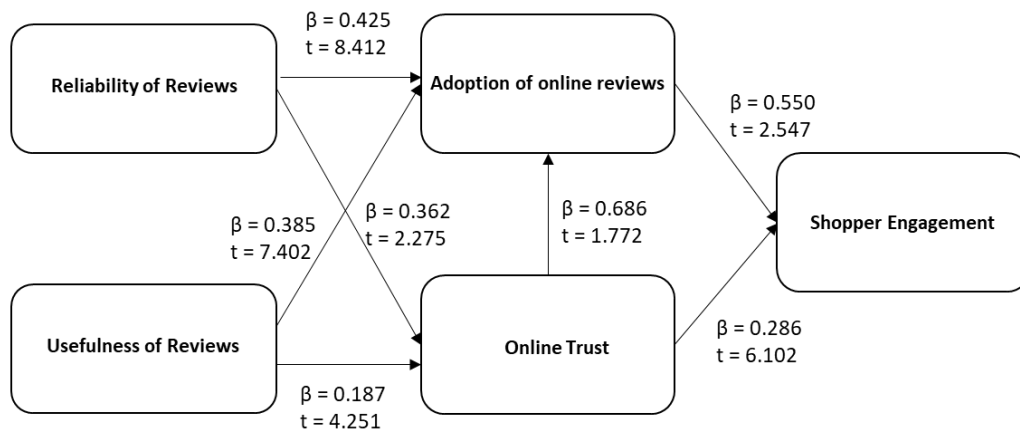 β = 0.425
t = 8.412
Reliability of Reviews
Adoption of online reviews
β = 0.550
t = 2.547
β = 0.385
t = 7.402
β = 0.362
t = 2.275
β = 0.686
t = 1.772
Shopper Engagement
Usefulness of Reviews
Online Trust
β = 0.286
t = 6.102
β = 0.187
t = 4.251